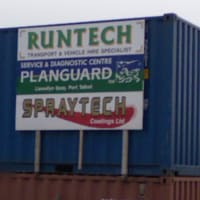 RUNTECH
TRANSPORT & VEHICLE HIRE SPECIALIST
SERVICE & DIAGNOSTIC CENTRE
PLANGUARD
Llewellyn Quay, Port Talbot
SPRAYTECH
Coatings Ltd